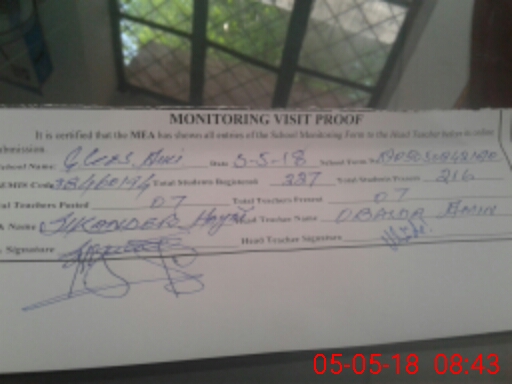 MONITORING VISIT PROOF
It is certified that the MEA has shown all entries of the School Monitoring Form to the Head Teacher before its online
submission
School Name: Date 5-5-18 School Form No
EMIS Code Total Students Registered 227 Total Students Present 216
Total Teachers Posted 07 Total Teachers Present 07
A Name SIKANDER HAYAT Head Teacher Name OBAIDA AMIN
Signature Head Teacher Signature
05-05-18 08:43